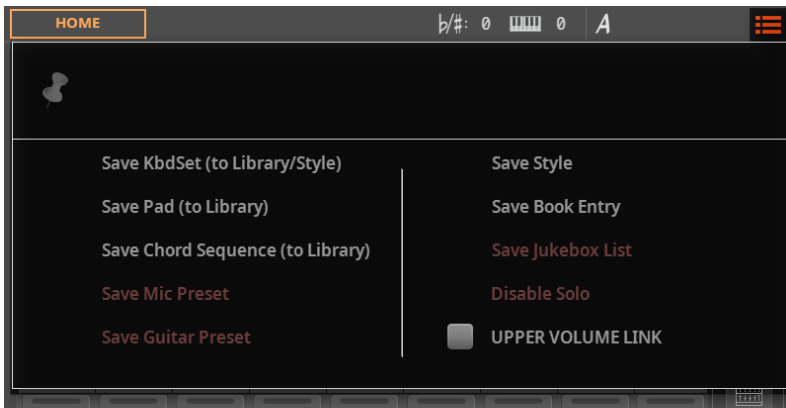 HOME
b/#: 0 0 A
Save KbdSet (to Library/Style)
Save Pad (to Library)
Save Chord Sequence (to Library)
Save Mic Preset
Save Guitar Preset
Save Style
Save Book Entry
Save Jukebox List
Disable Solo
UPPER VOLUME LINK